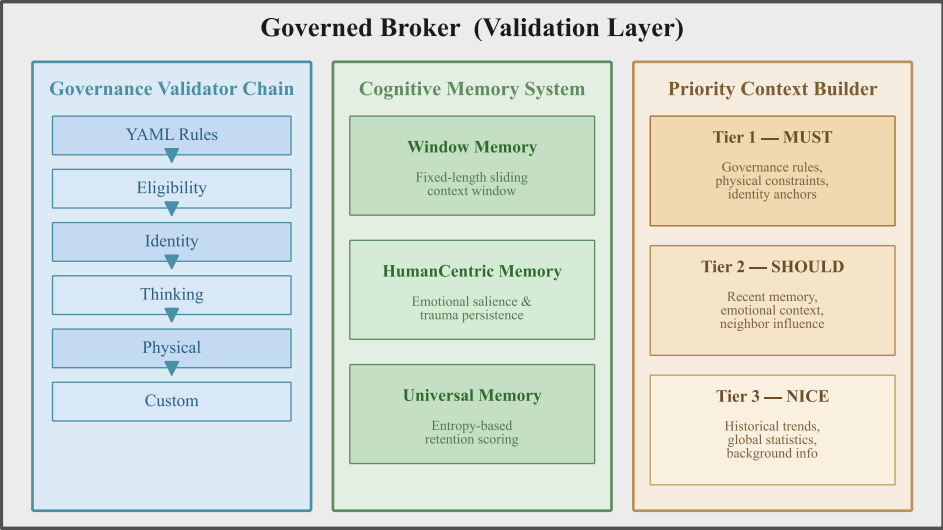 Governed Broker (Validation Layer)
Governance Validator Chain
YAML Rules
Eligibility
Identity
Thinking
Physical
Custom
Cognitive Memory System
Window Memory
Fixed-length sliding
context window
HumanCentric Memory
Emotional salience &
trauma persistence
Universal Memory
Entropy-based
retention scoring
Priority Context Builder
Tier 1 — MUST
Governance rules,
physical constraints,
identity anchors
Tier 2 — SHOULD
Recent memory,
emotional context,
neighbor influence
Tier 3 — NICE
Historical trends,
global statistics,
background info